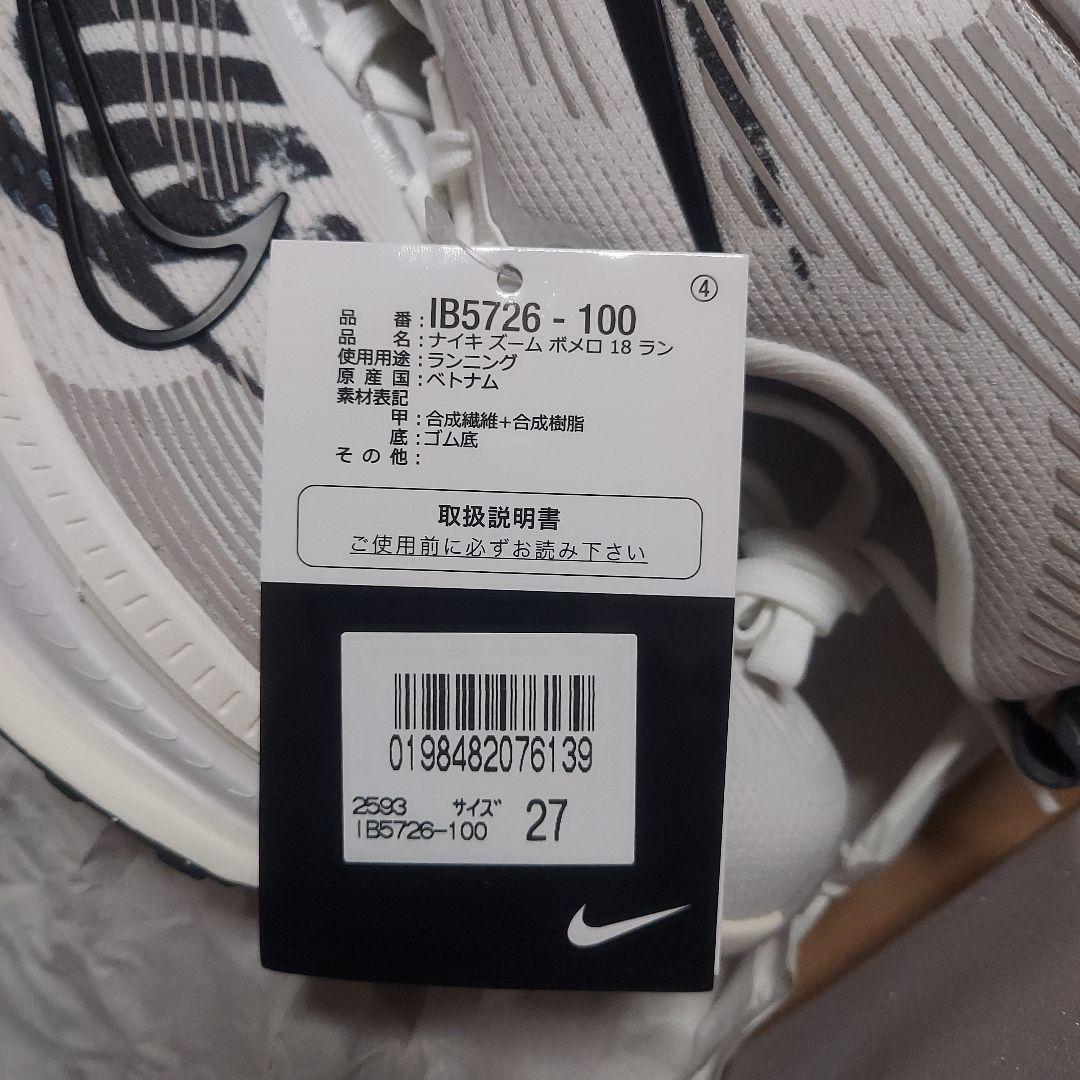 ④
品番:IB5726 - 100
品名:ナイキ ズーム ボメロ 18 ラン
使用用途:ランニング
原産国:ベトナム
素材表記
甲:合成繊維+合成樹脂
底:ゴム底
その他:
取扱説明書
ご使用前に必ずお読み下さい
0198482076139
2593 サイズ 27
IB5726-100